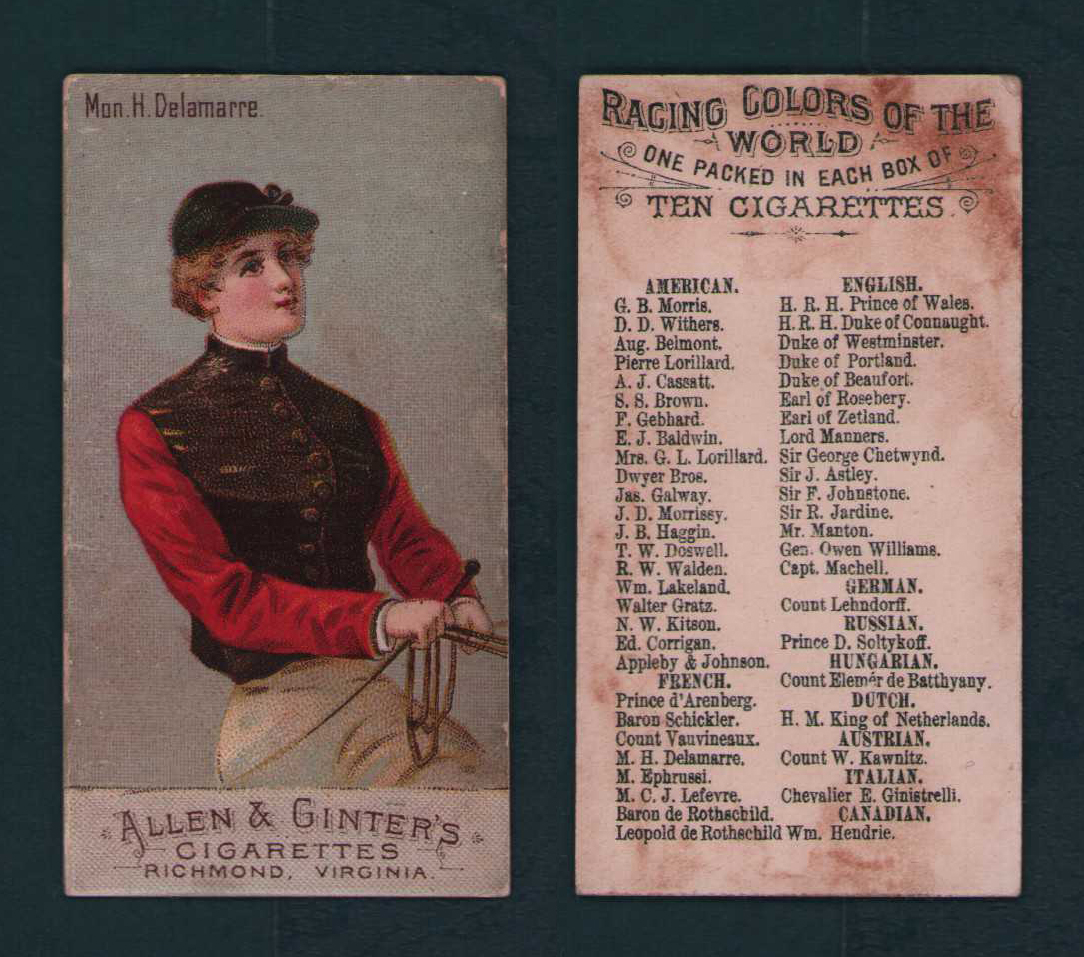 Mon. H. Delamarre.
ALLEN & GINTER'S
CIGARETTES
RICHMOND, VIRGINIA.
RACING COLORS OF THE
WORLD
ONE PACKED IN EACH BOX OF
TEN CIGARETTES.
AMERICAN.
G. B. Morris.
D. D. Withers.
Aug. Belmont.
Pierre Lorillard.
A. J. Cassatt.
S. S. Brown.
F. Gebhard.
E. J. Baldwin.
Mrs. G. L. Lorillard.
Dwyer Bros.
Jas. Galway.
J. D. Morrissy.
J. B. Haggin.
T. W. Doswell.
R. W. Walden.
Wm. Lakeland.
Walter Gratz.
N. W. Kitson.
Ed. Corrigan.
Appleby & Johnson.
FRENCH.
Prince d'Arenberg.
Baron Schickler.
Count Vauvineaux.
M. H. Delamarre.
M. Ephrussi.
M. C. J. Lefevre.
Baron de Rothschild.
Leopold de Rothschild
ENGLISH.
H. R. H. Prince of Wales.
H. R. H. Duke of Connaught.
Duke of Westminster.
Duke of Portland.
Duke of Beaufort.
Earl of Rosebery.
Earl of Zetland.
Lord Manners.
Sir George Chetwynd.
Sir J. Astley.
Sir F. Johnstone.
Sir R. Jardine.
Mr. Manton.
Gen. Owen Williams.
Capt. Machell.
GERMAN.
Count Lehndorff.
RUSSIAN.
Prince D. Soltykoff.
HUNGARIAN.
Count Elemér de Batthyany.
DUTCH.
H. M. King of Netherlands.
AUSTRIAN.
Count W. Kawnitz.
ITALIAN.
Chevalier E. Ginistrelli.
CANADIAN.
Wm. Hendrie.